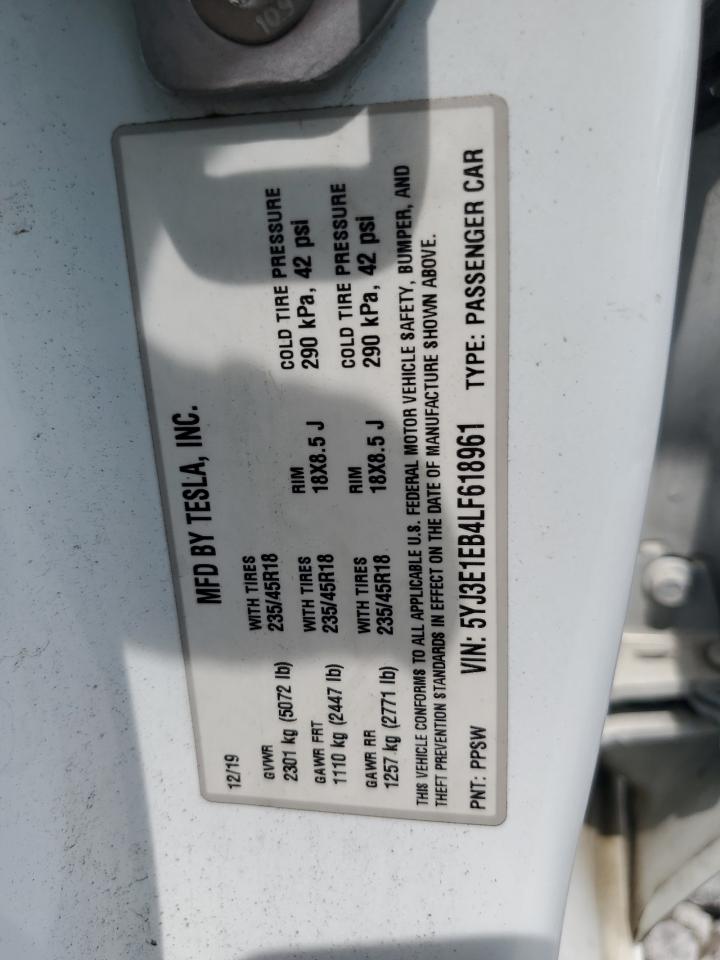 109
MFD BY TESLA, INC.
12/19
GVWR WITH TIRES COLD TIRE PRESSURE
2301 kg (5072 lb) 235/45R18 290 kPa, 42 psi
GAWR FRT WITH TIRES RIM COLD TIRE PRESSURE
1110 kg (2447 lb) 235/45R18 18X8.5 J 290 kPa, 42 psi
GAWR RR WITH TIRES RIM
1257 kg (2771 lb) 235/45R18 18X8.5 J
THIS VEHICLE CONFORMS TO ALL APPLICABLE U.S. FEDERAL MOTOR VEHICLE SAFETY, BUMPER, AND
THEFT PREVENTION STANDARDS IN EFFECT ON THE DATE OF MANUFACTURE SHOWN ABOVE.
PNT: PPSW VIN: 5YJ3E1EB4LF618961 TYPE: PASSENGER CAR